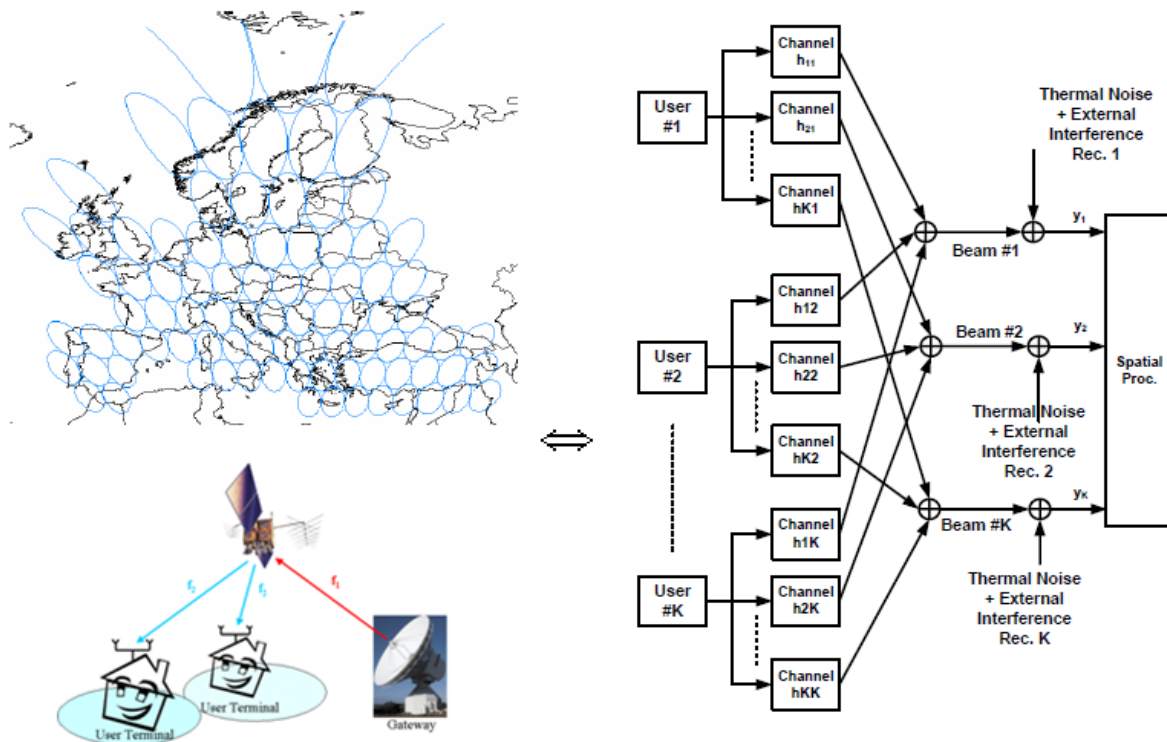 f₂
f₂
f₁
User Terminal
User Terminal
Gateway
User
#1
Channel
h₁₁
Channel
h₂₁
Channel
hK1
User
#2
Channel
h12
Channel
h22
Channel
hK2
User
#K
Channel
h1K
Channel
h2K
Channel
hKK
Thermal Noise
+ External
Interference
Rec. 1
Beam #1
y₁
Beam #2
y₂
Thermal Noise
+ External
Interference
Rec. 2
Beam #K
yK
Thermal Noise
+ External
Interference
Rec. K
Spatial
Proc.